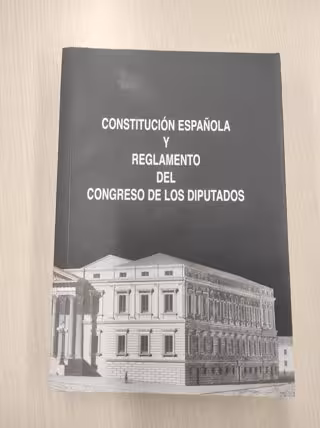 CONSTITUCIÓN ESPAÑOLA
Y
REGLAMENTO
DEL
CONGRESO DE LOS DIPUTADOS